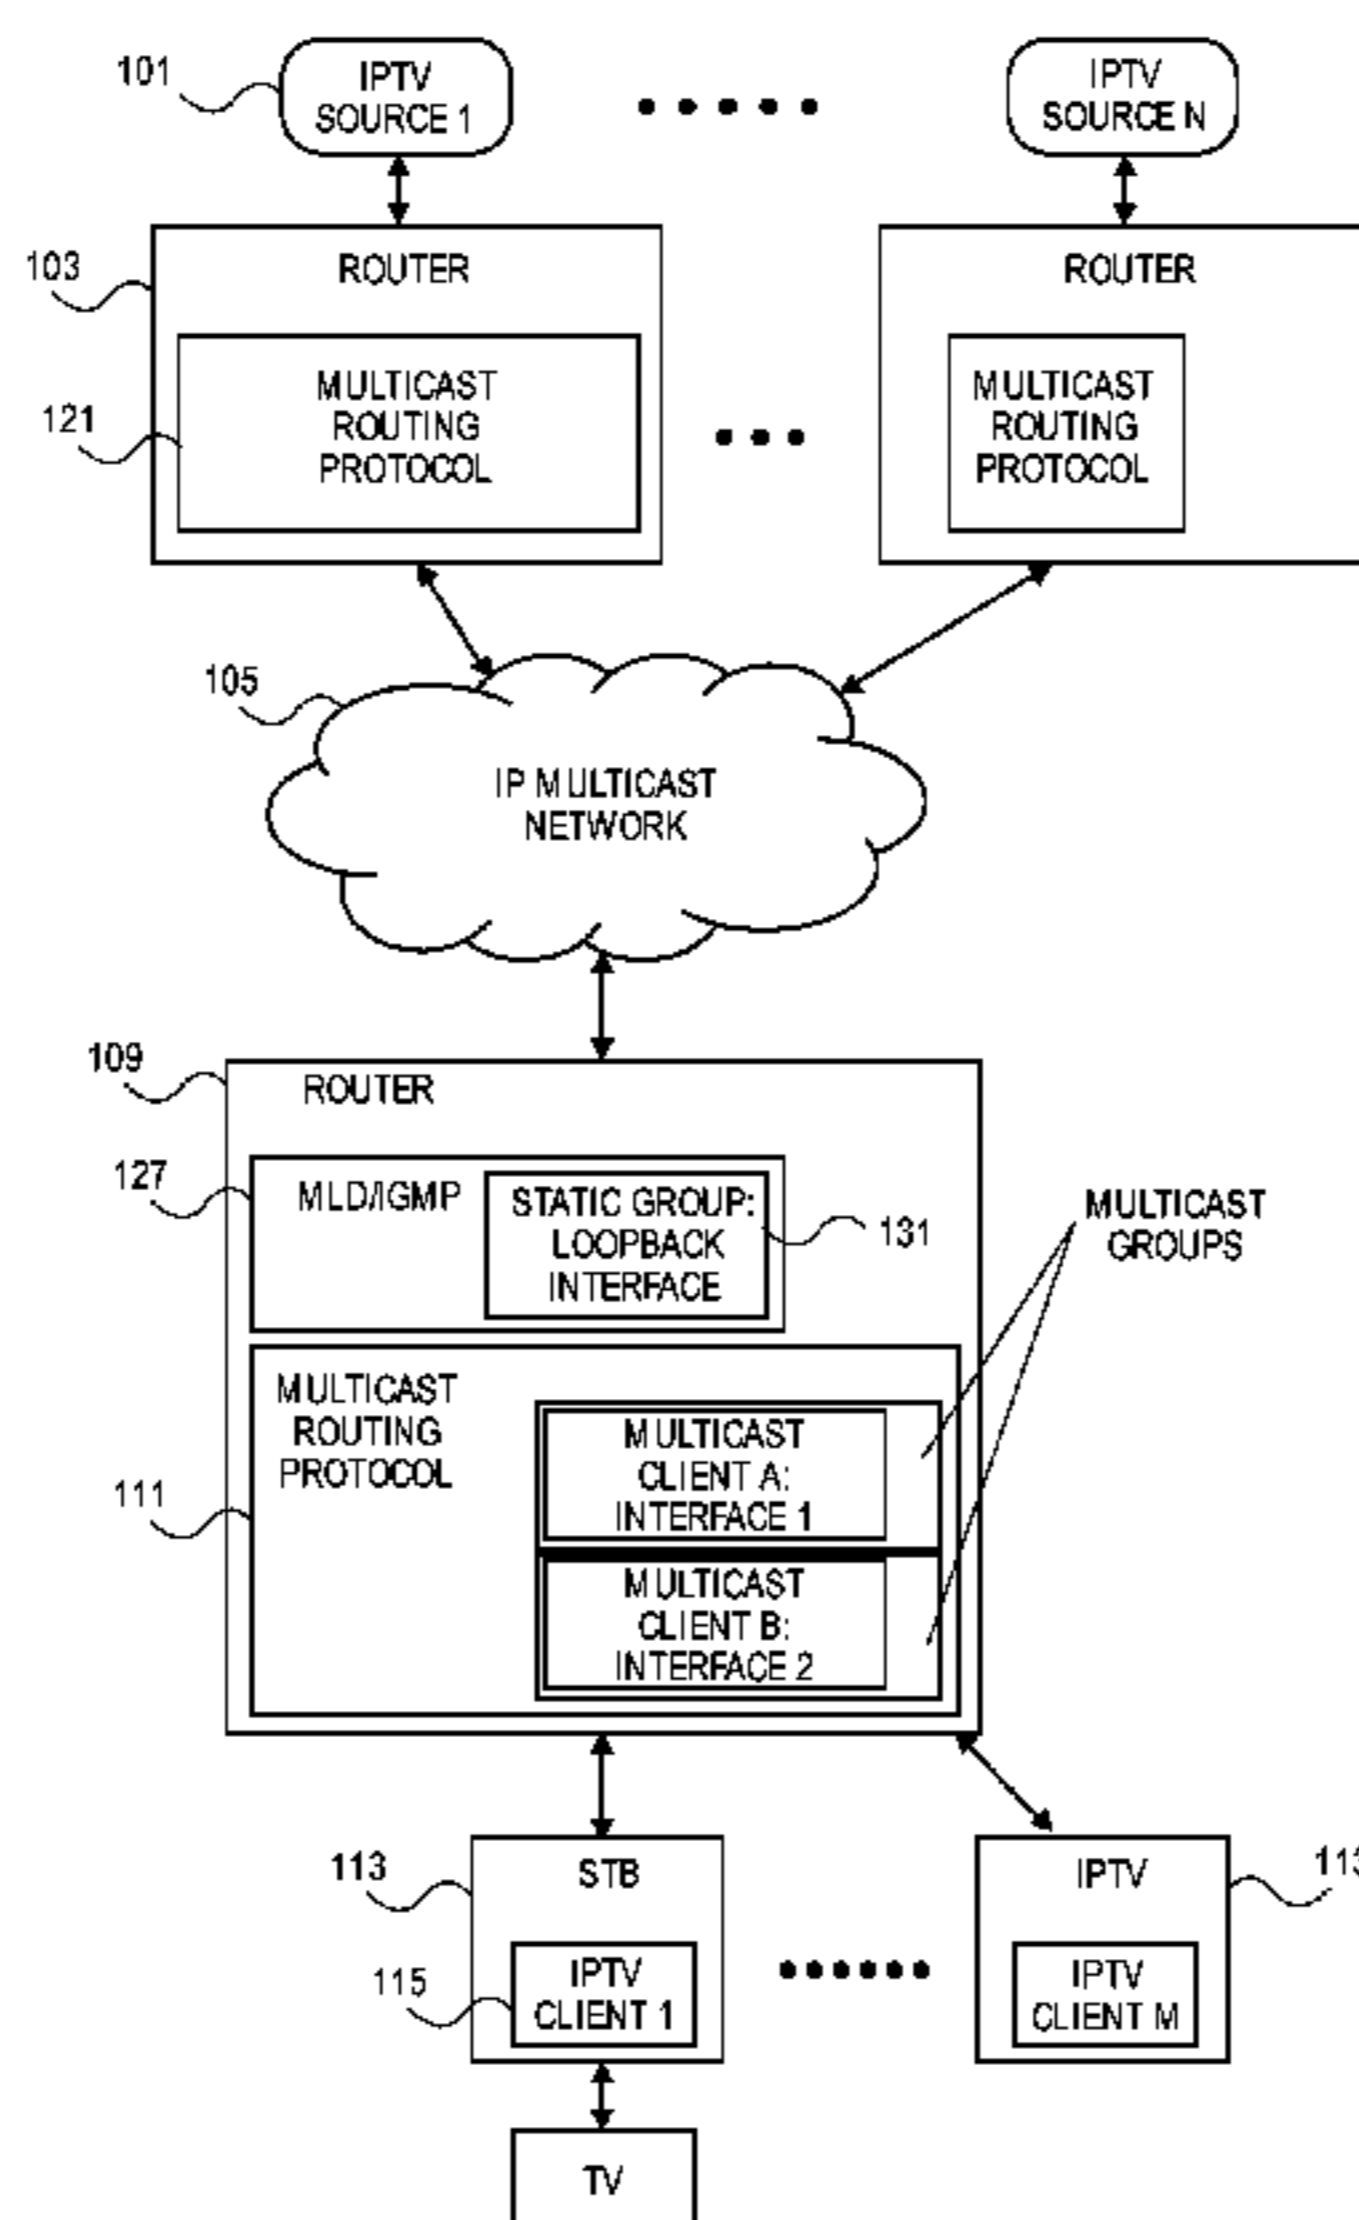 101
IPTV
SOURCE 1
IPTV
SOURCE N
103
ROUTER
ROUTER
121
MULTICAST
ROUTING
PROTOCOL
MULTICAST
ROUTING
PROTOCOL
105
IP MULTICAST
NETWORK
109
ROUTER
127
MLD/IGMP
STATIC GROUP:
LOOPBACK
INTERFACE
131
MULTICAST
GROUPS
MULTICAST
ROUTING
PROTOCOL
111
MULTICAST
CLIENT A:
INTERFACE 1
MULTICAST
CLIENT B:
INTERFACE 2
113
STB
IPTV
113
115
IPTV
CLIENT 1
IPTV
CLIENT M
TV